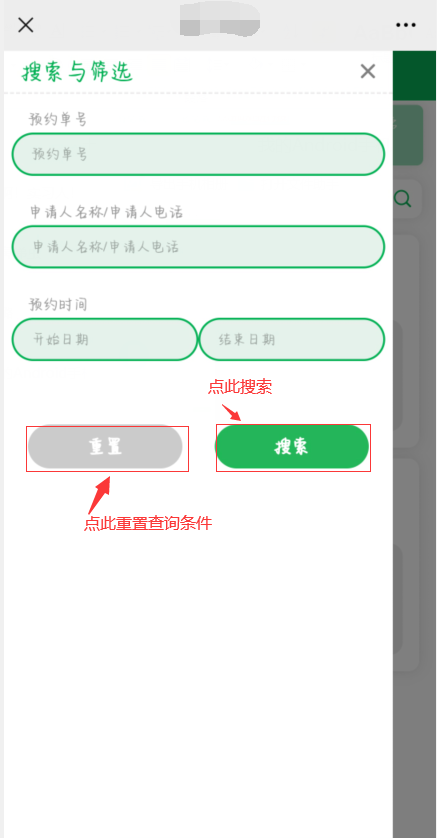 搜索与筛选
预约单号
预约单号
申请人名称/申请人电话
申请人名称/申请人电话
预约时间
开始日期 结束日期
点此搜索
重置 搜索
点此重置查询条件